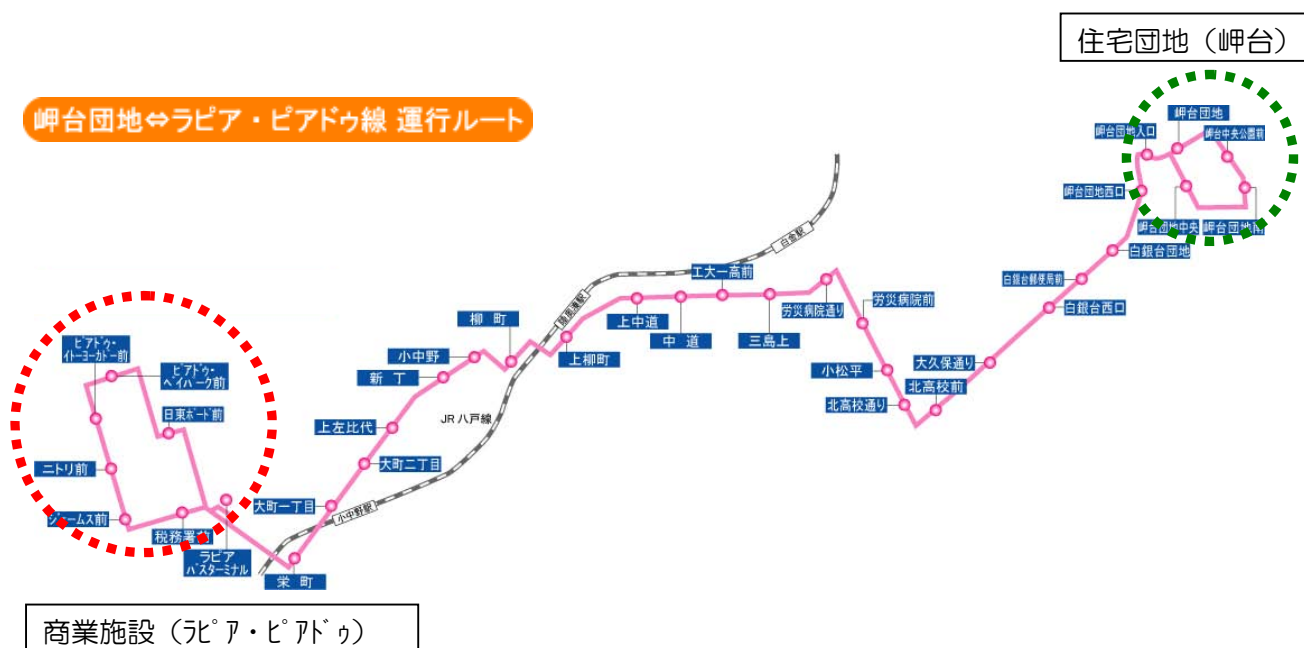 住宅団地（岬台）
岬台団地⇔ラピア・ピアドゥ線 運行ルート
岬台団地
岬台団地入口
岬台中央公園前
岬台団地西口
岬台団地中央
岬台団地南
白銀台団地
白銀台郵便局前
白銀台西口
大久保通り
北高校前
北高校通り
小松平
労災病院前
労災病院通り
三島上
工大一高前
中道
上中道
白金駅
陸奥湊駅
上柳町
柳町
小中野
新丁
上左比代
JR 八戸線
大町二丁目
大町一丁目
小中野駅
栄町
ラピア
バスターミナル
税務署前
ジェームス前
ニトリ前
ピアドゥ・
イトーヨーカドー前
ピアドゥ・
ベイパーク前
日東ボード前
商業施設（ﾗﾋﾟｱ・ﾋﾟｱﾄﾞｩ）